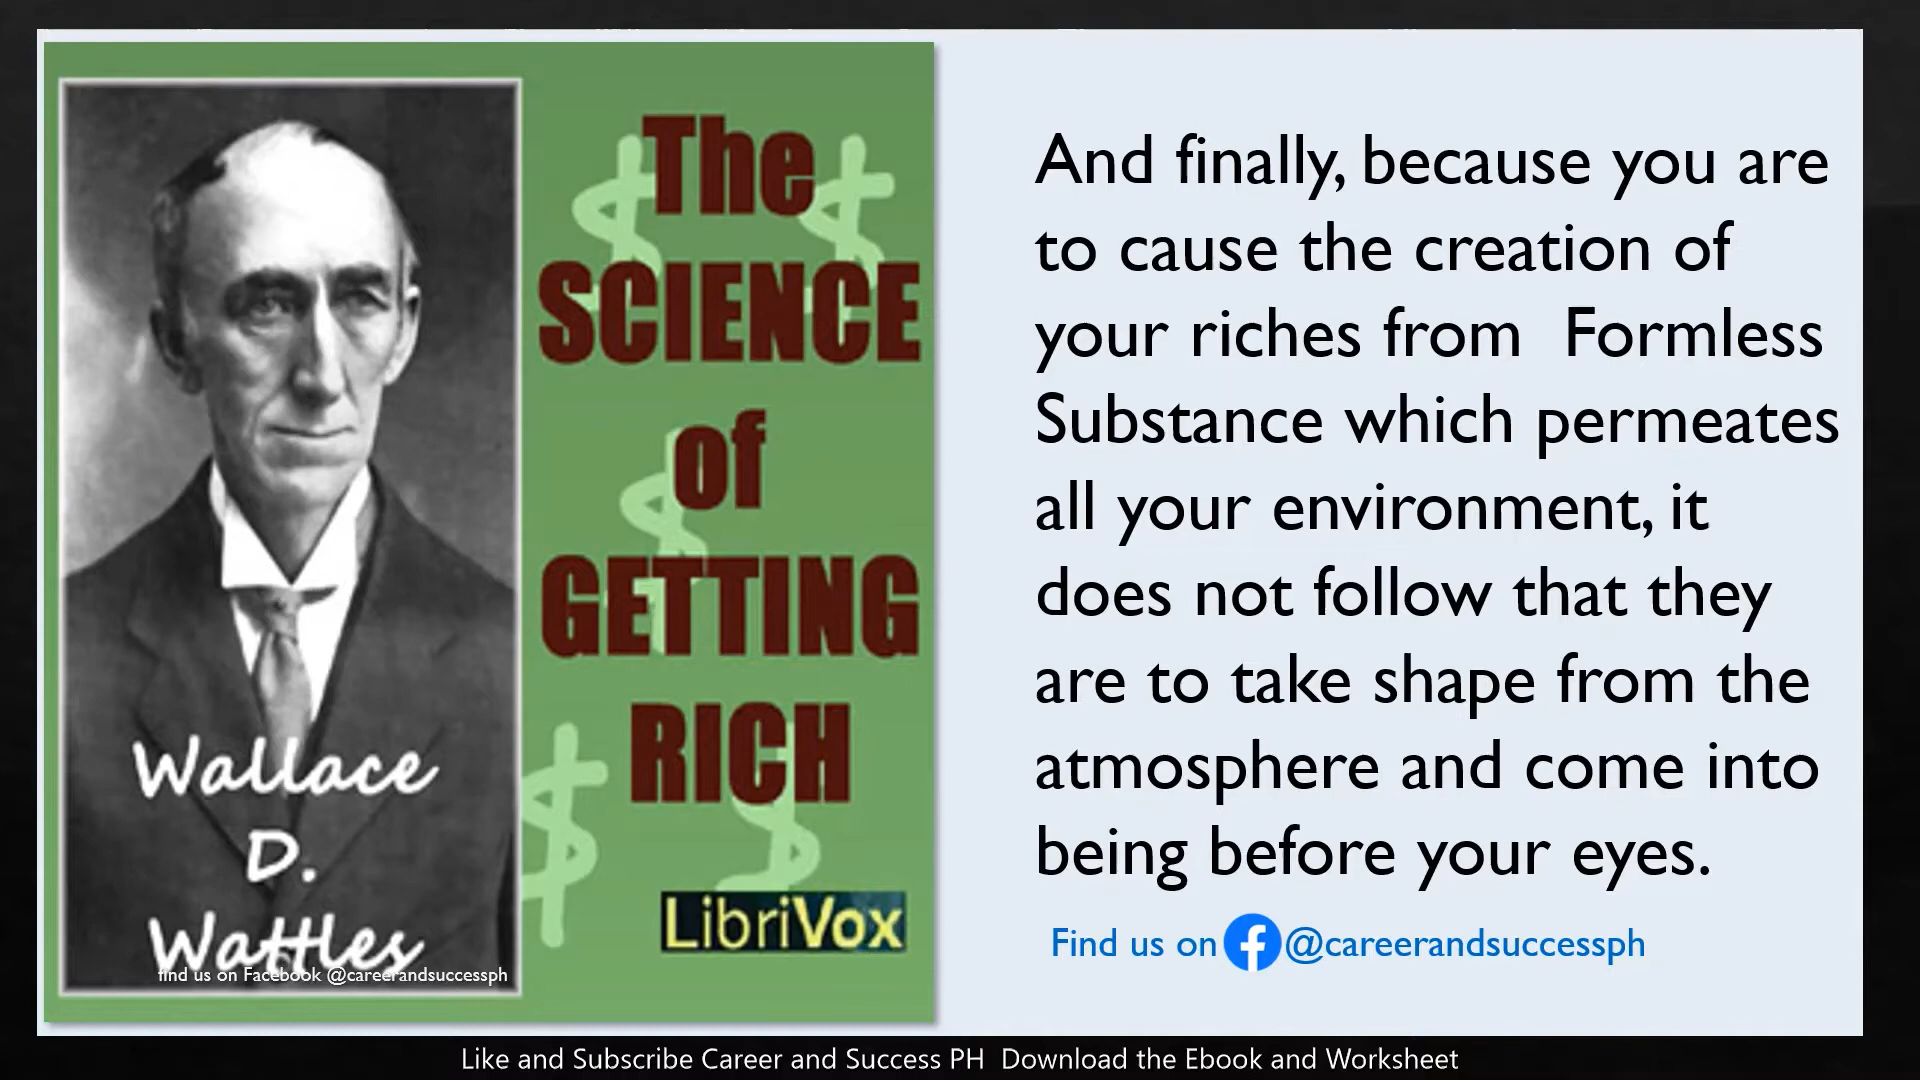 The
SCIENCE
of
GETTING
RICH
Wallace
D.
Wattles
find us on Facebook @careerandsuccessph
LibriVox
And finally, because you are
to cause the creation of
your riches from  Formless
Substance which permeates
all your environment, it
does not follow that they
are to take shape from the
atmosphere and come into
being before your eyes.
Find us on @careerandsuccessph
Like and Subscribe Career and Success PH  Download the Ebook and Worksheet